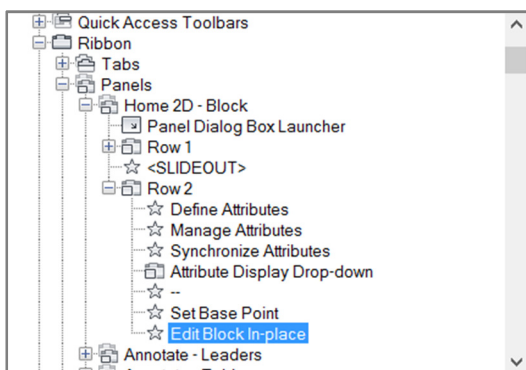 Quick Access Toolbars
Ribbon
Tabs
Panels
Home 2D - Block
Panel Dialog Box Launcher
Row 1
<SLIDEOUT>
Row 2
Define Attributes
Manage Attributes
Synchronize Attributes
Attribute Display Drop-down
--
Set Base Point
Edit Block In-place
Annotate - Leaders